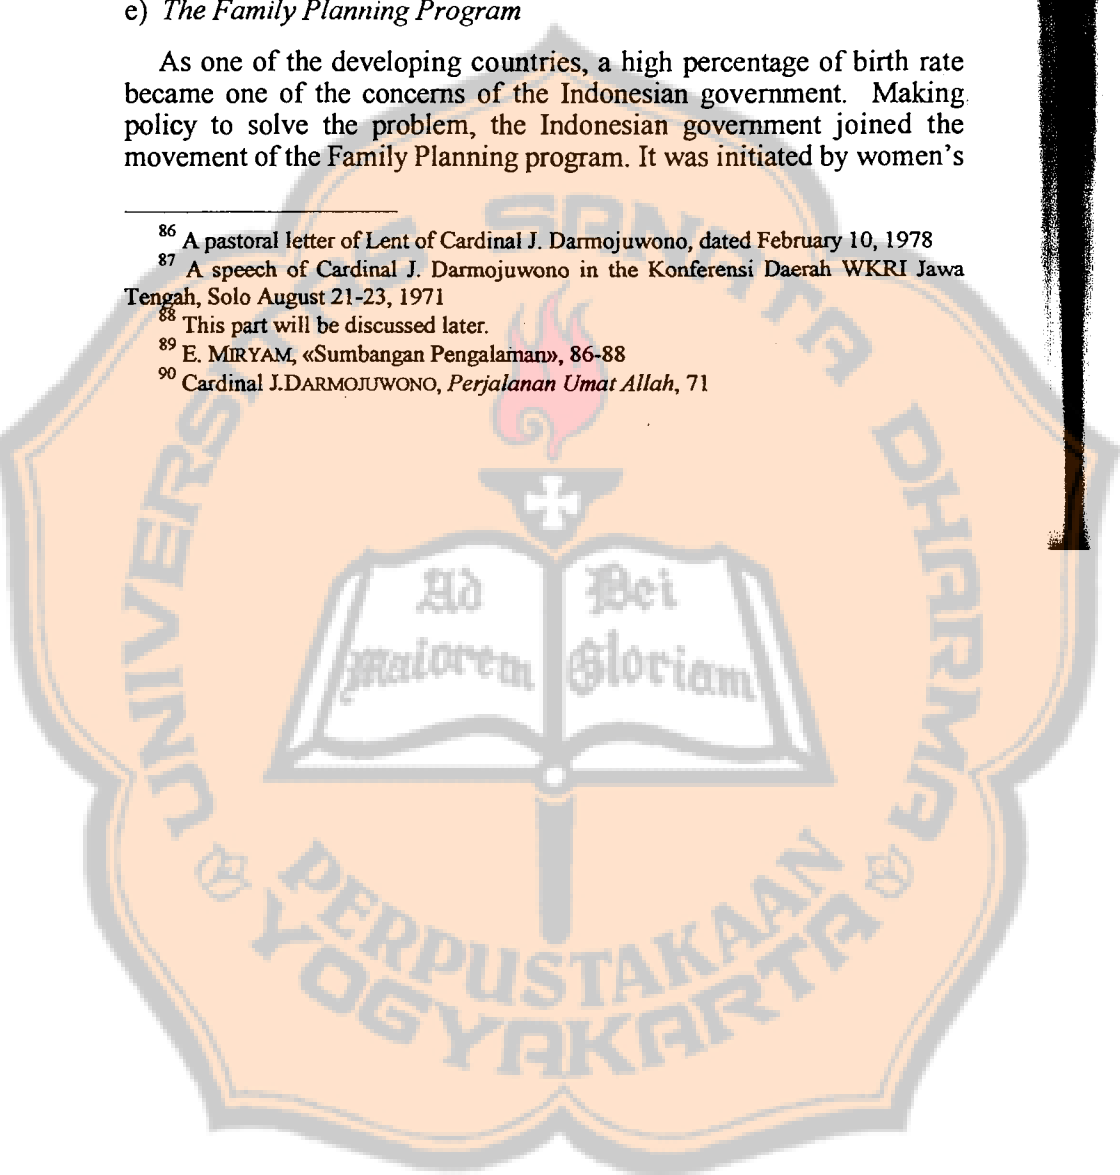 e) The Family Planning Program
As one of the developing countries, a high percentage of birth rate
became one of the concerns of the Indonesian government. Making
policy to solve the problem, the Indonesian government joined the
movement of the Family Planning program. It was initiated by women's
86 A pastoral letter of Lent of Cardinal J. Darmojuwono, dated February 10, 1978
87 A speech of Cardinal J. Darmojuwono in the Konferensi Daerah WKRI Jawa
Tengah, Solo August 21-23, 1971
88 This part will be discussed later.
89 E. MIRYAM, «Sumbangan Pengalaman», 86-88
90 Cardinal J.DARMOJUWONO, Perjalanan Umat Allah, 71
UNIVERSITAS SANATA DHARMA
Ad
maiorem
Dei
Gloriam
PERPUSTAKAAN
YOGYAKARTA